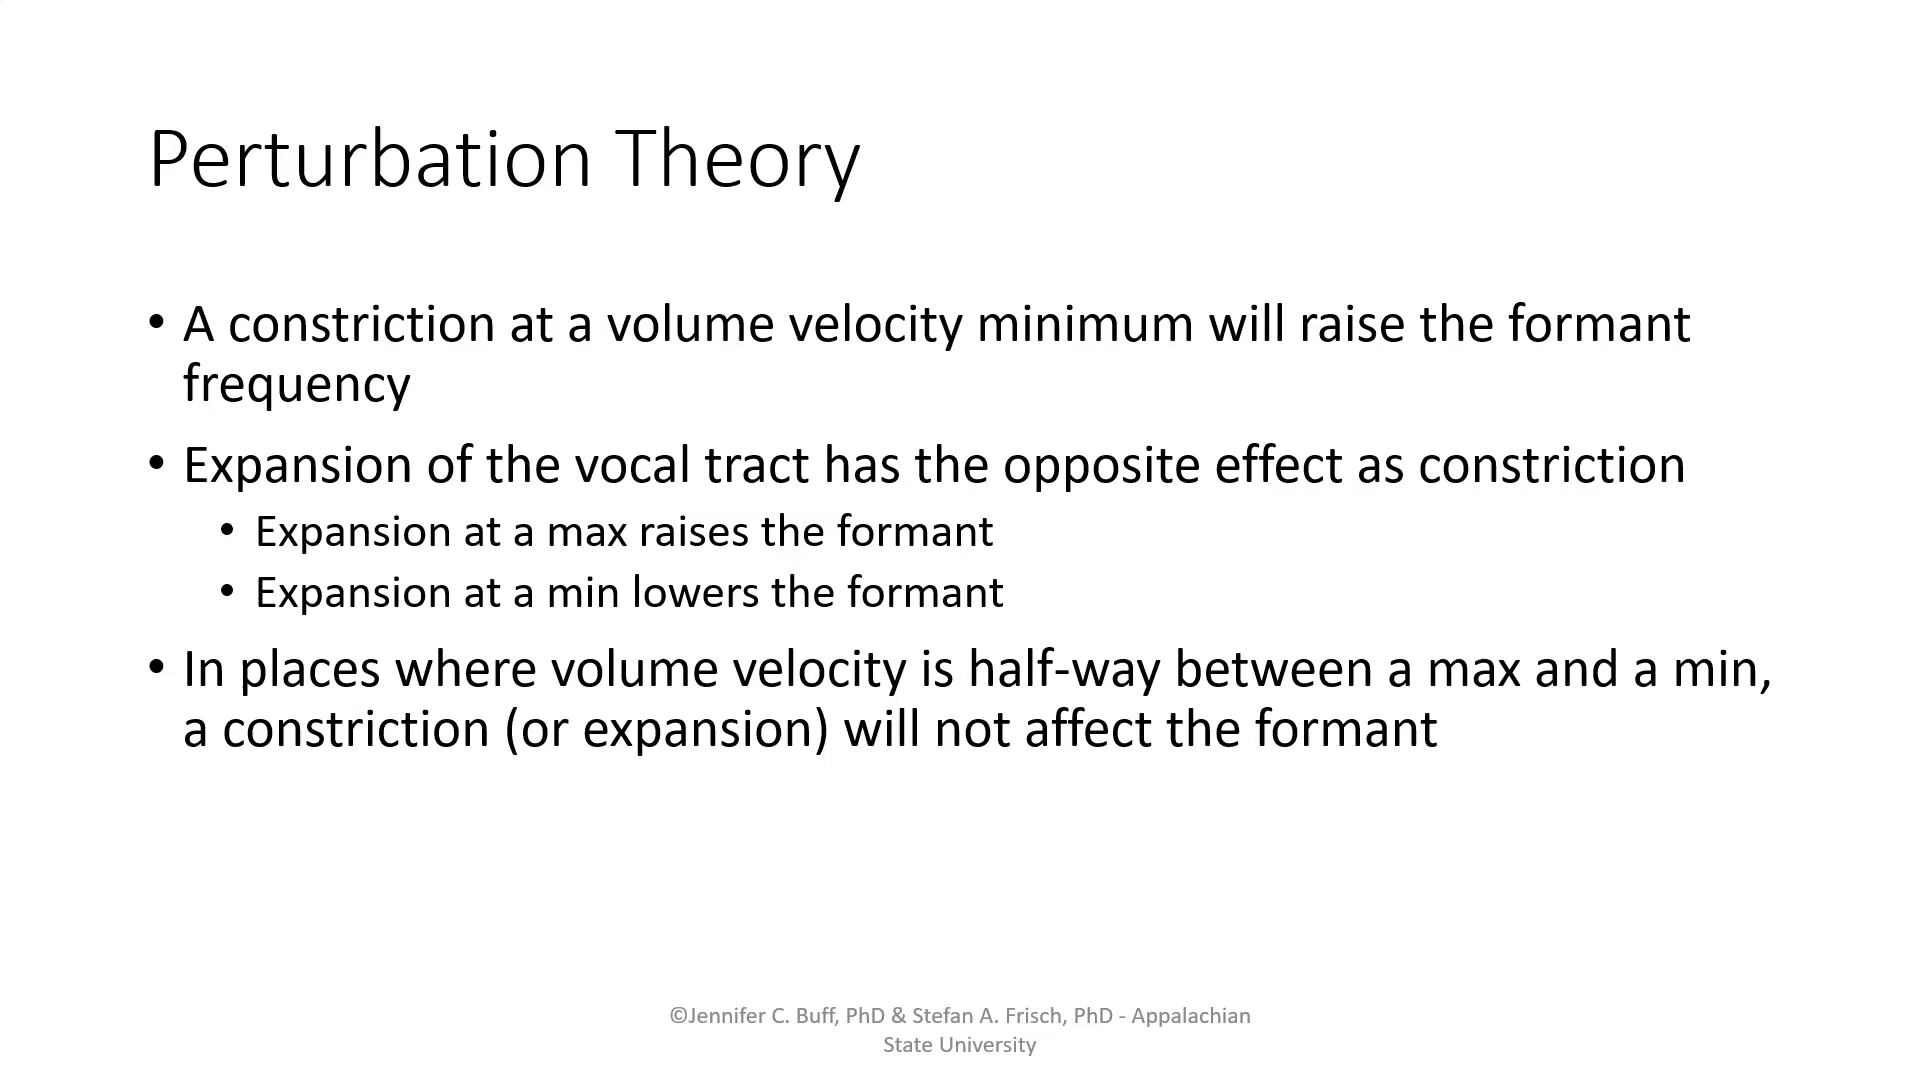 Perturbation Theory
• A constriction at a volume velocity minimum will raise the formant
frequency
• Expansion of the vocal tract has the opposite effect as constriction
• Expansion at a max raises the formant
• Expansion at a min lowers the formant
• In places where volume velocity is half-way between a max and a min,
a constriction (or expansion) will not affect the formant
©Jennifer C. Buff, PhD & Stefan A. Frisch, PhD - Appalachian
State University